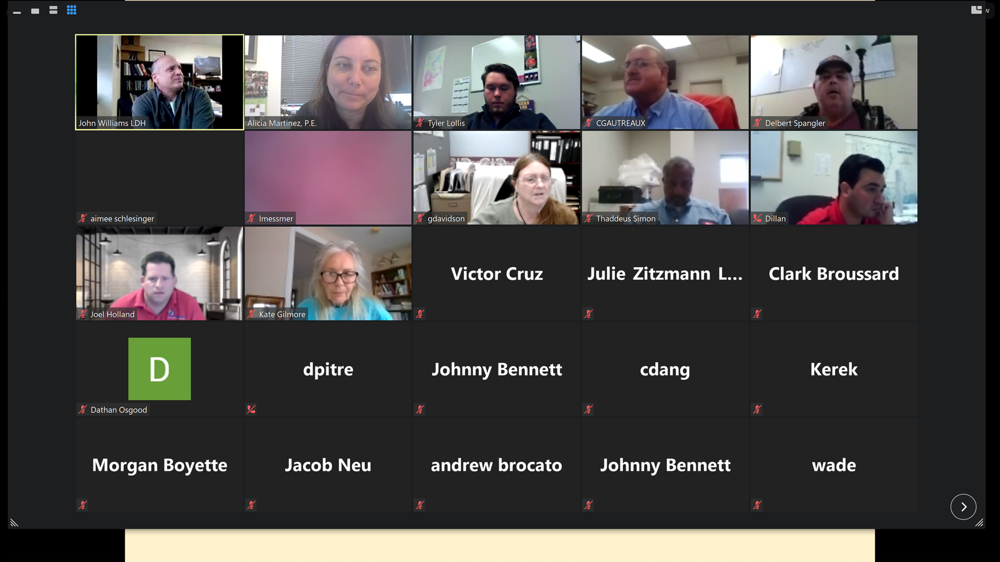 w
John Williams LDH
Alicia Martinez, P.E.
Tyler Lollis
CGAUTREAUX
Delbert Spangler
aimee schlesinger
lmessmer
gdavidson
Thaddeus Simon
Dillan
Joel Holland
Kate Gilmore
Victor Cruz
Julie Zitzmann L...
Clark Broussard
D
Dathan Osgood
dpitre
Johnny Bennett
cdang
Kerek
Morgan Boyette
Jacob Neu
andrew brocato
Johnny Bennett
wade